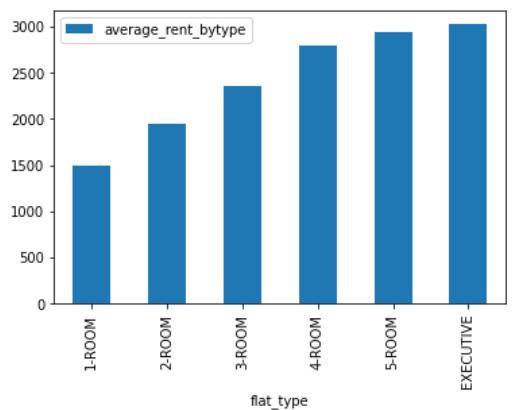 average_rent_bytype
3000
2500
2000
1500
1000
500
0
1-ROOM
2-ROOM
3-ROOM
4-ROOM
5-ROOM
EXECUTIVE
flat_type